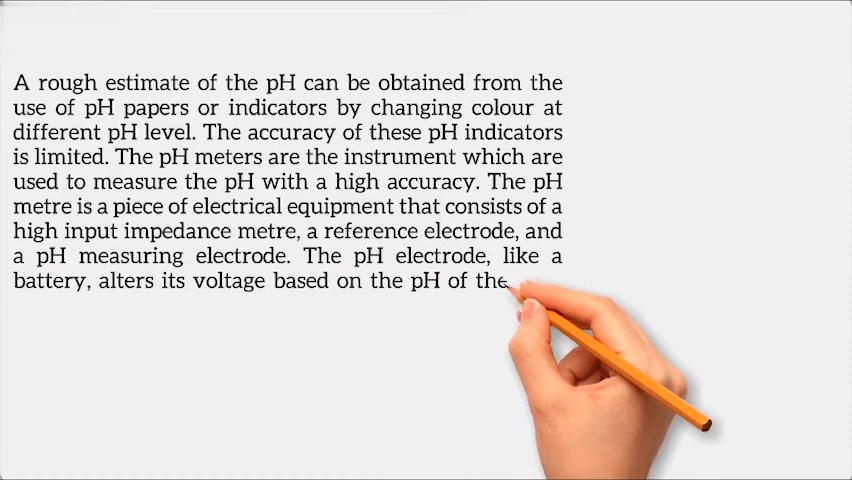 A rough estimate of the pH can be obtained from the
use of pH papers or indicators by changing colour at
different pH level. The accuracy of these pH indicators
is limited. The pH meters are the instrument which are
used to measure the pH with a high accuracy. The pH
metre is a piece of electrical equipment that consists of a
high input impedance metre, a reference electrode, and
a pH measuring electrode. The pH electrode, like a
battery, alters its voltage based on the pH of the